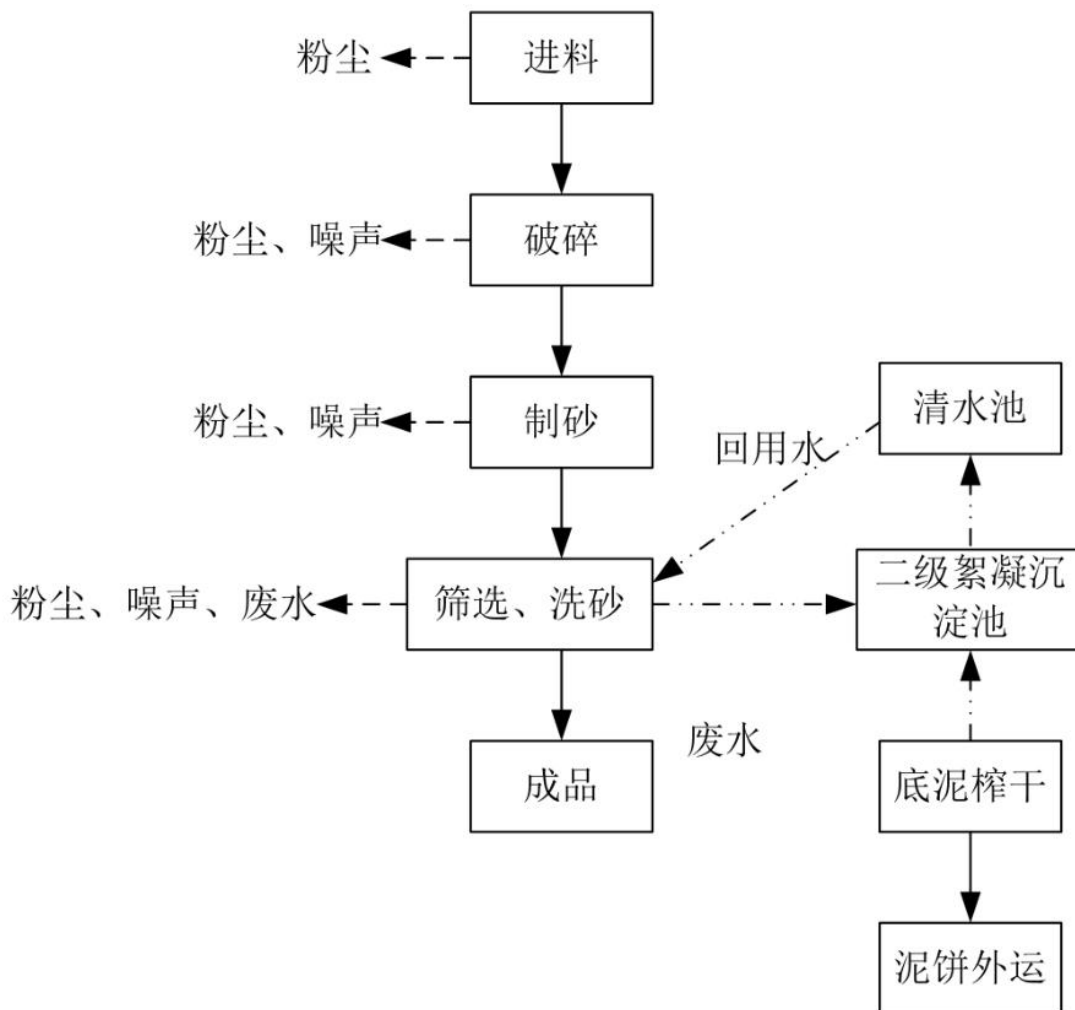 粉尘
进料
粉尘、噪声
破碎
粉尘、噪声
制砂
清水池
回用水
粉尘、噪声、废水
筛选、洗砂
二级絮凝沉
淀池
废水
成品
底泥榨干
泥饼外运